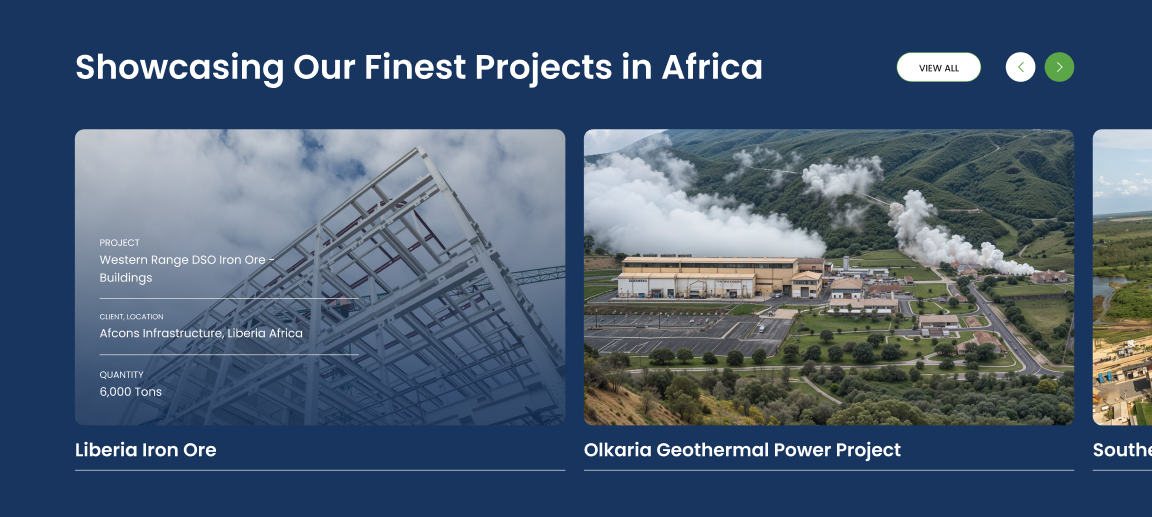 Showcasing Our Finest Projects in Africa
VIEW ALL
PROJECT
Western Range DSO Iron Ore -
Buildings
CLIENT, LOCATION
Afcons Infrastructure, Liberia Africa
QUANTITY
6,000 Tons
Liberia Iron Ore
Olkaria Geothermal Power Project